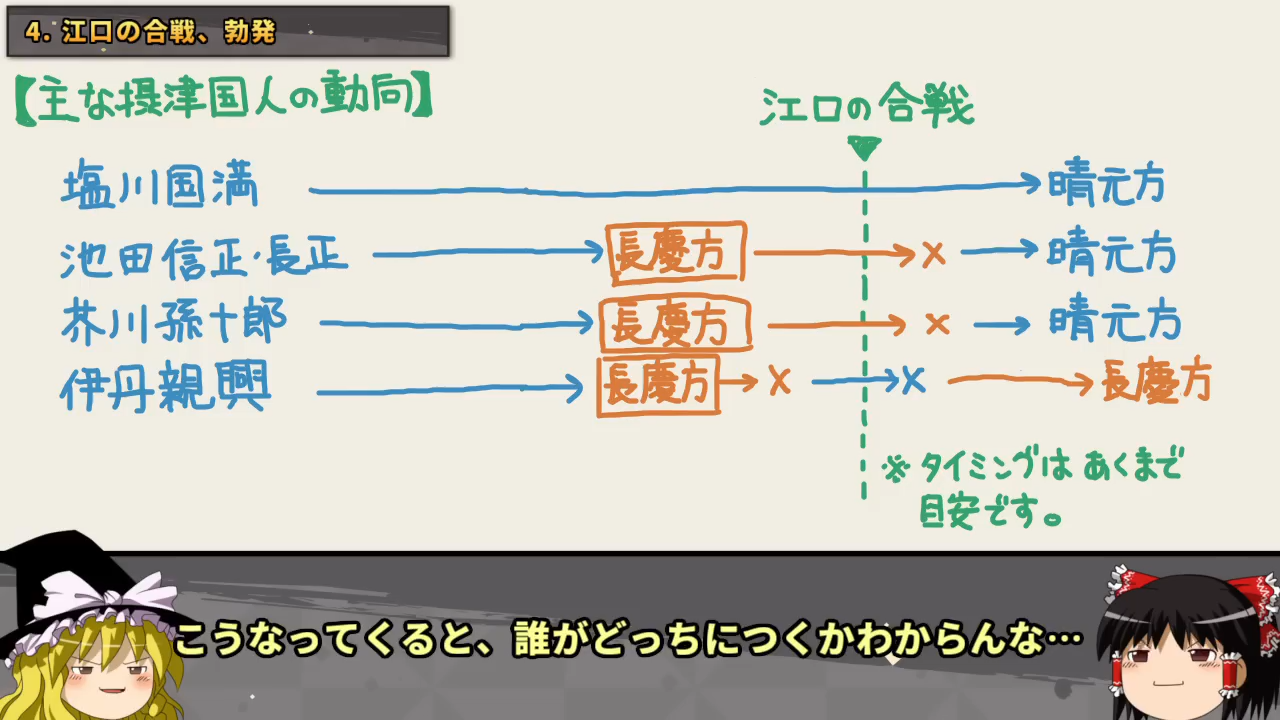 4. 江口の合戦、勃発
【主な摂津国人の動向】
江口の合戦
塩川国満 晴元方
池田信正・長正 長慶方 × 晴元方
芥川孫十郎 長慶方 × 晴元方
伊丹親興 長慶方 × × 長慶方
※タイミングはあくまで
目安です。
こうなってくると、誰がどっちにつくかわからんな…